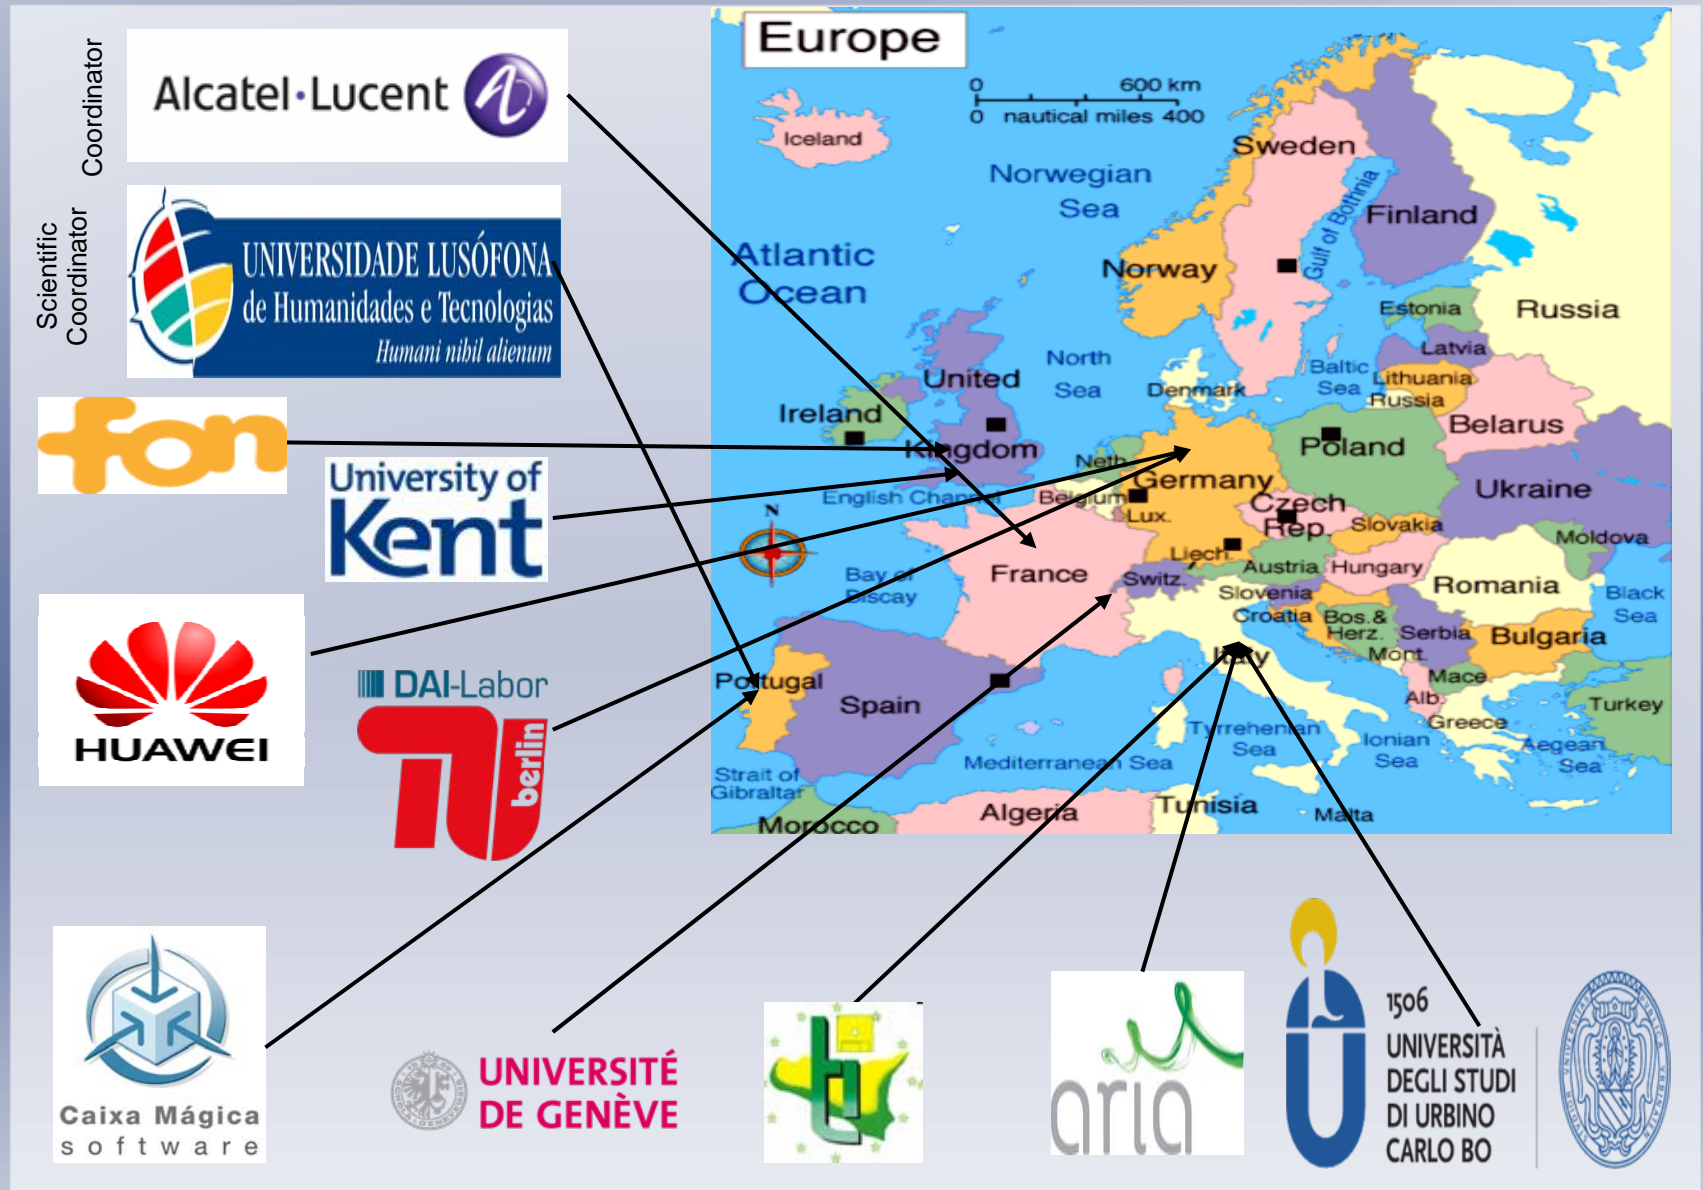 Coordinator
Alcatel·Lucent
Scientific
Coordinator
UNIVERSIDADE LUSÓFONA
de Humanidades e Tecnologias
Humani nihil alienum
fon
University of
Kent
HUAWEI
DAI-Labor
berlin
Caixa Mágica
software
UNIVERSITÉ
DE GENÈVE
aria
1506
UNIVERSITÀ
DEGLI STUDI
DI URBINO
CARLO BO
Europe
0 600 km
0 nautical miles 400
Iceland
Norwegian
Sea
Sweden
Finland
Gulf of Bothnia
Atlantic
Ocean
Norway
Russia
Estonia
Latvia
North
Sea
Baltic
Sea
Lithuania
Russia
United
Kingdom
Denmark
Ireland
Belarus
Neth.
Poland
Germany
English Channel
Belgium
Lux.
Czech
Rep.
Ukraine
N
Slovakia
Moldova
Liech.
Austria
Hungary
France
Switz.
Romania
Bay of
Biscay
Slovenia
Croatia
Bos.&
Herz.
Serbia
Black
Sea
Bulgaria
Mont.
Italy
Mace
Portugal
Spain
Alb.
Turkey
Greece
Tyrrehenian
Sea
Ionian
Sea
Aegean
Sea
Mediterranean Sea
Strait of
Gibraltar
Morocco
Algeria
Tunisia
Malta